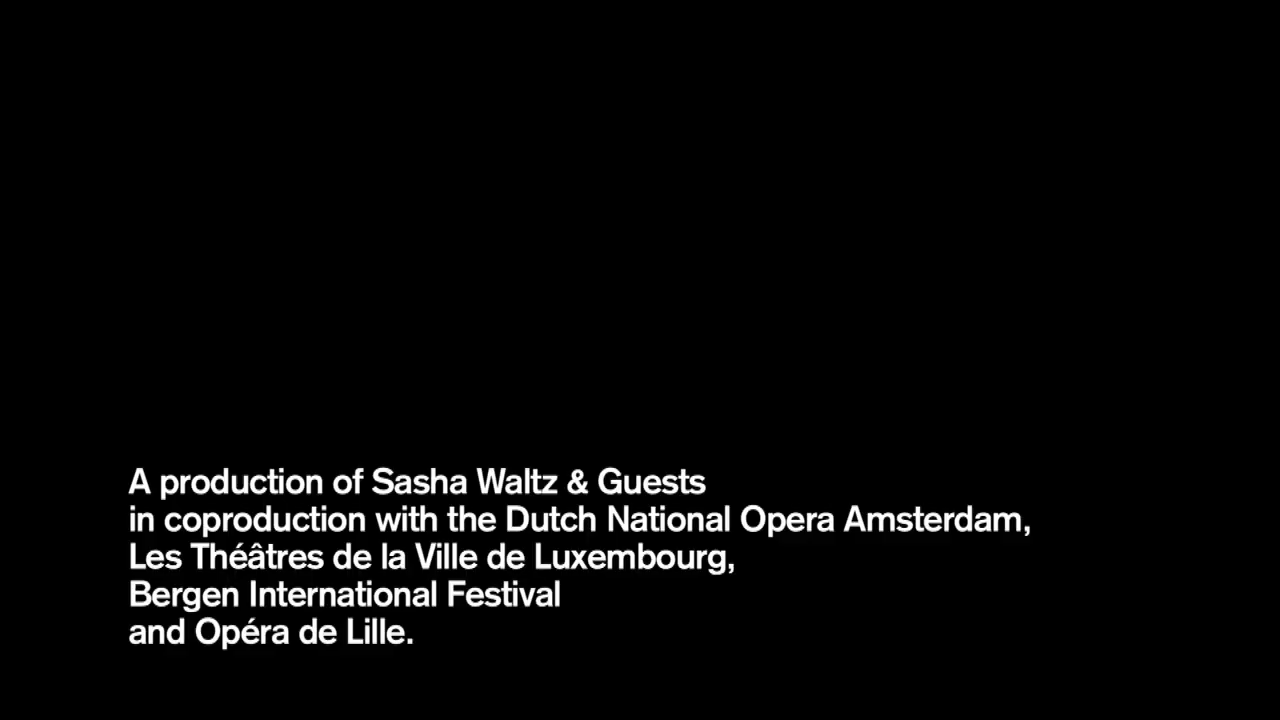 A production of Sasha Waltz & Guests
in coproduction with the Dutch National Opera Amsterdam,
Les Théâtres de la Ville de Luxembourg,
Bergen International Festival
and Opéra de Lille.